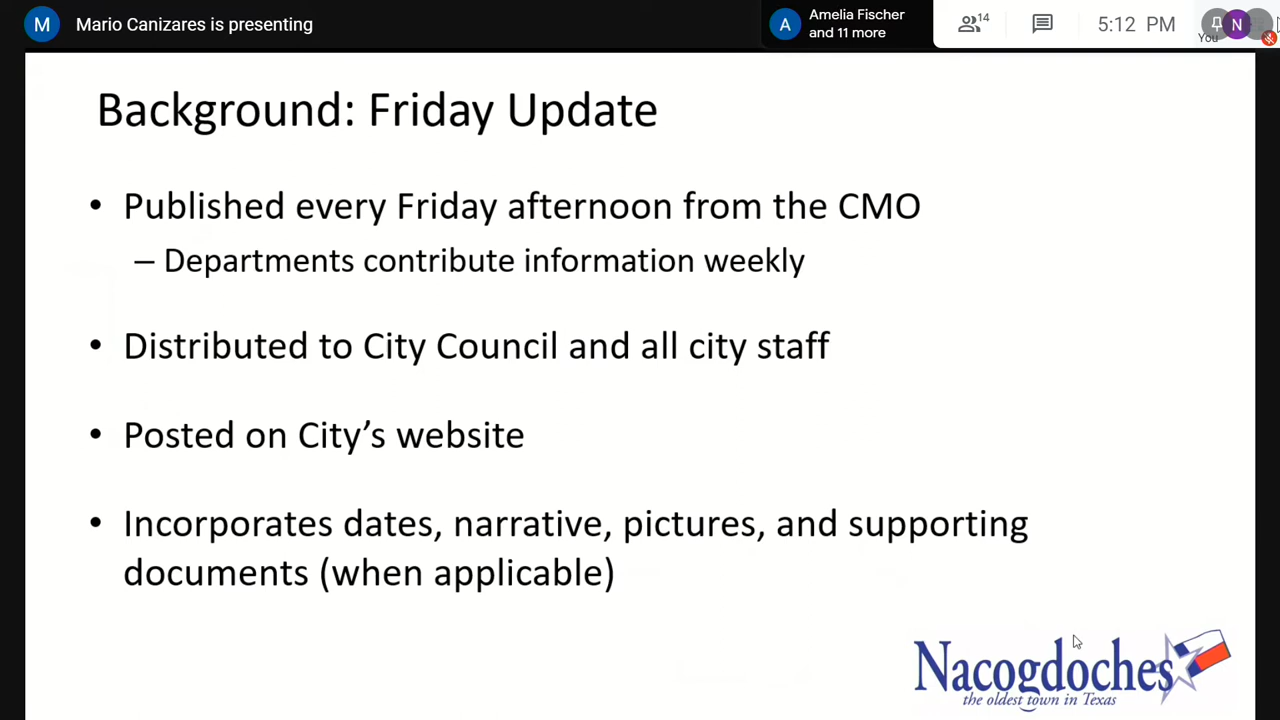 M Mario Canizares is presenting
A Amelia Fischer
and 11 more
14
5:12 PM
N
You
Background: Friday Update
• Published every Friday afternoon from the CMO
– Departments contribute information weekly
• Distributed to City Council and all city staff
• Posted on City’s website
• Incorporates dates, narrative, pictures, and supporting
documents (when applicable)
Nacogdoches
the oldest town in Texas